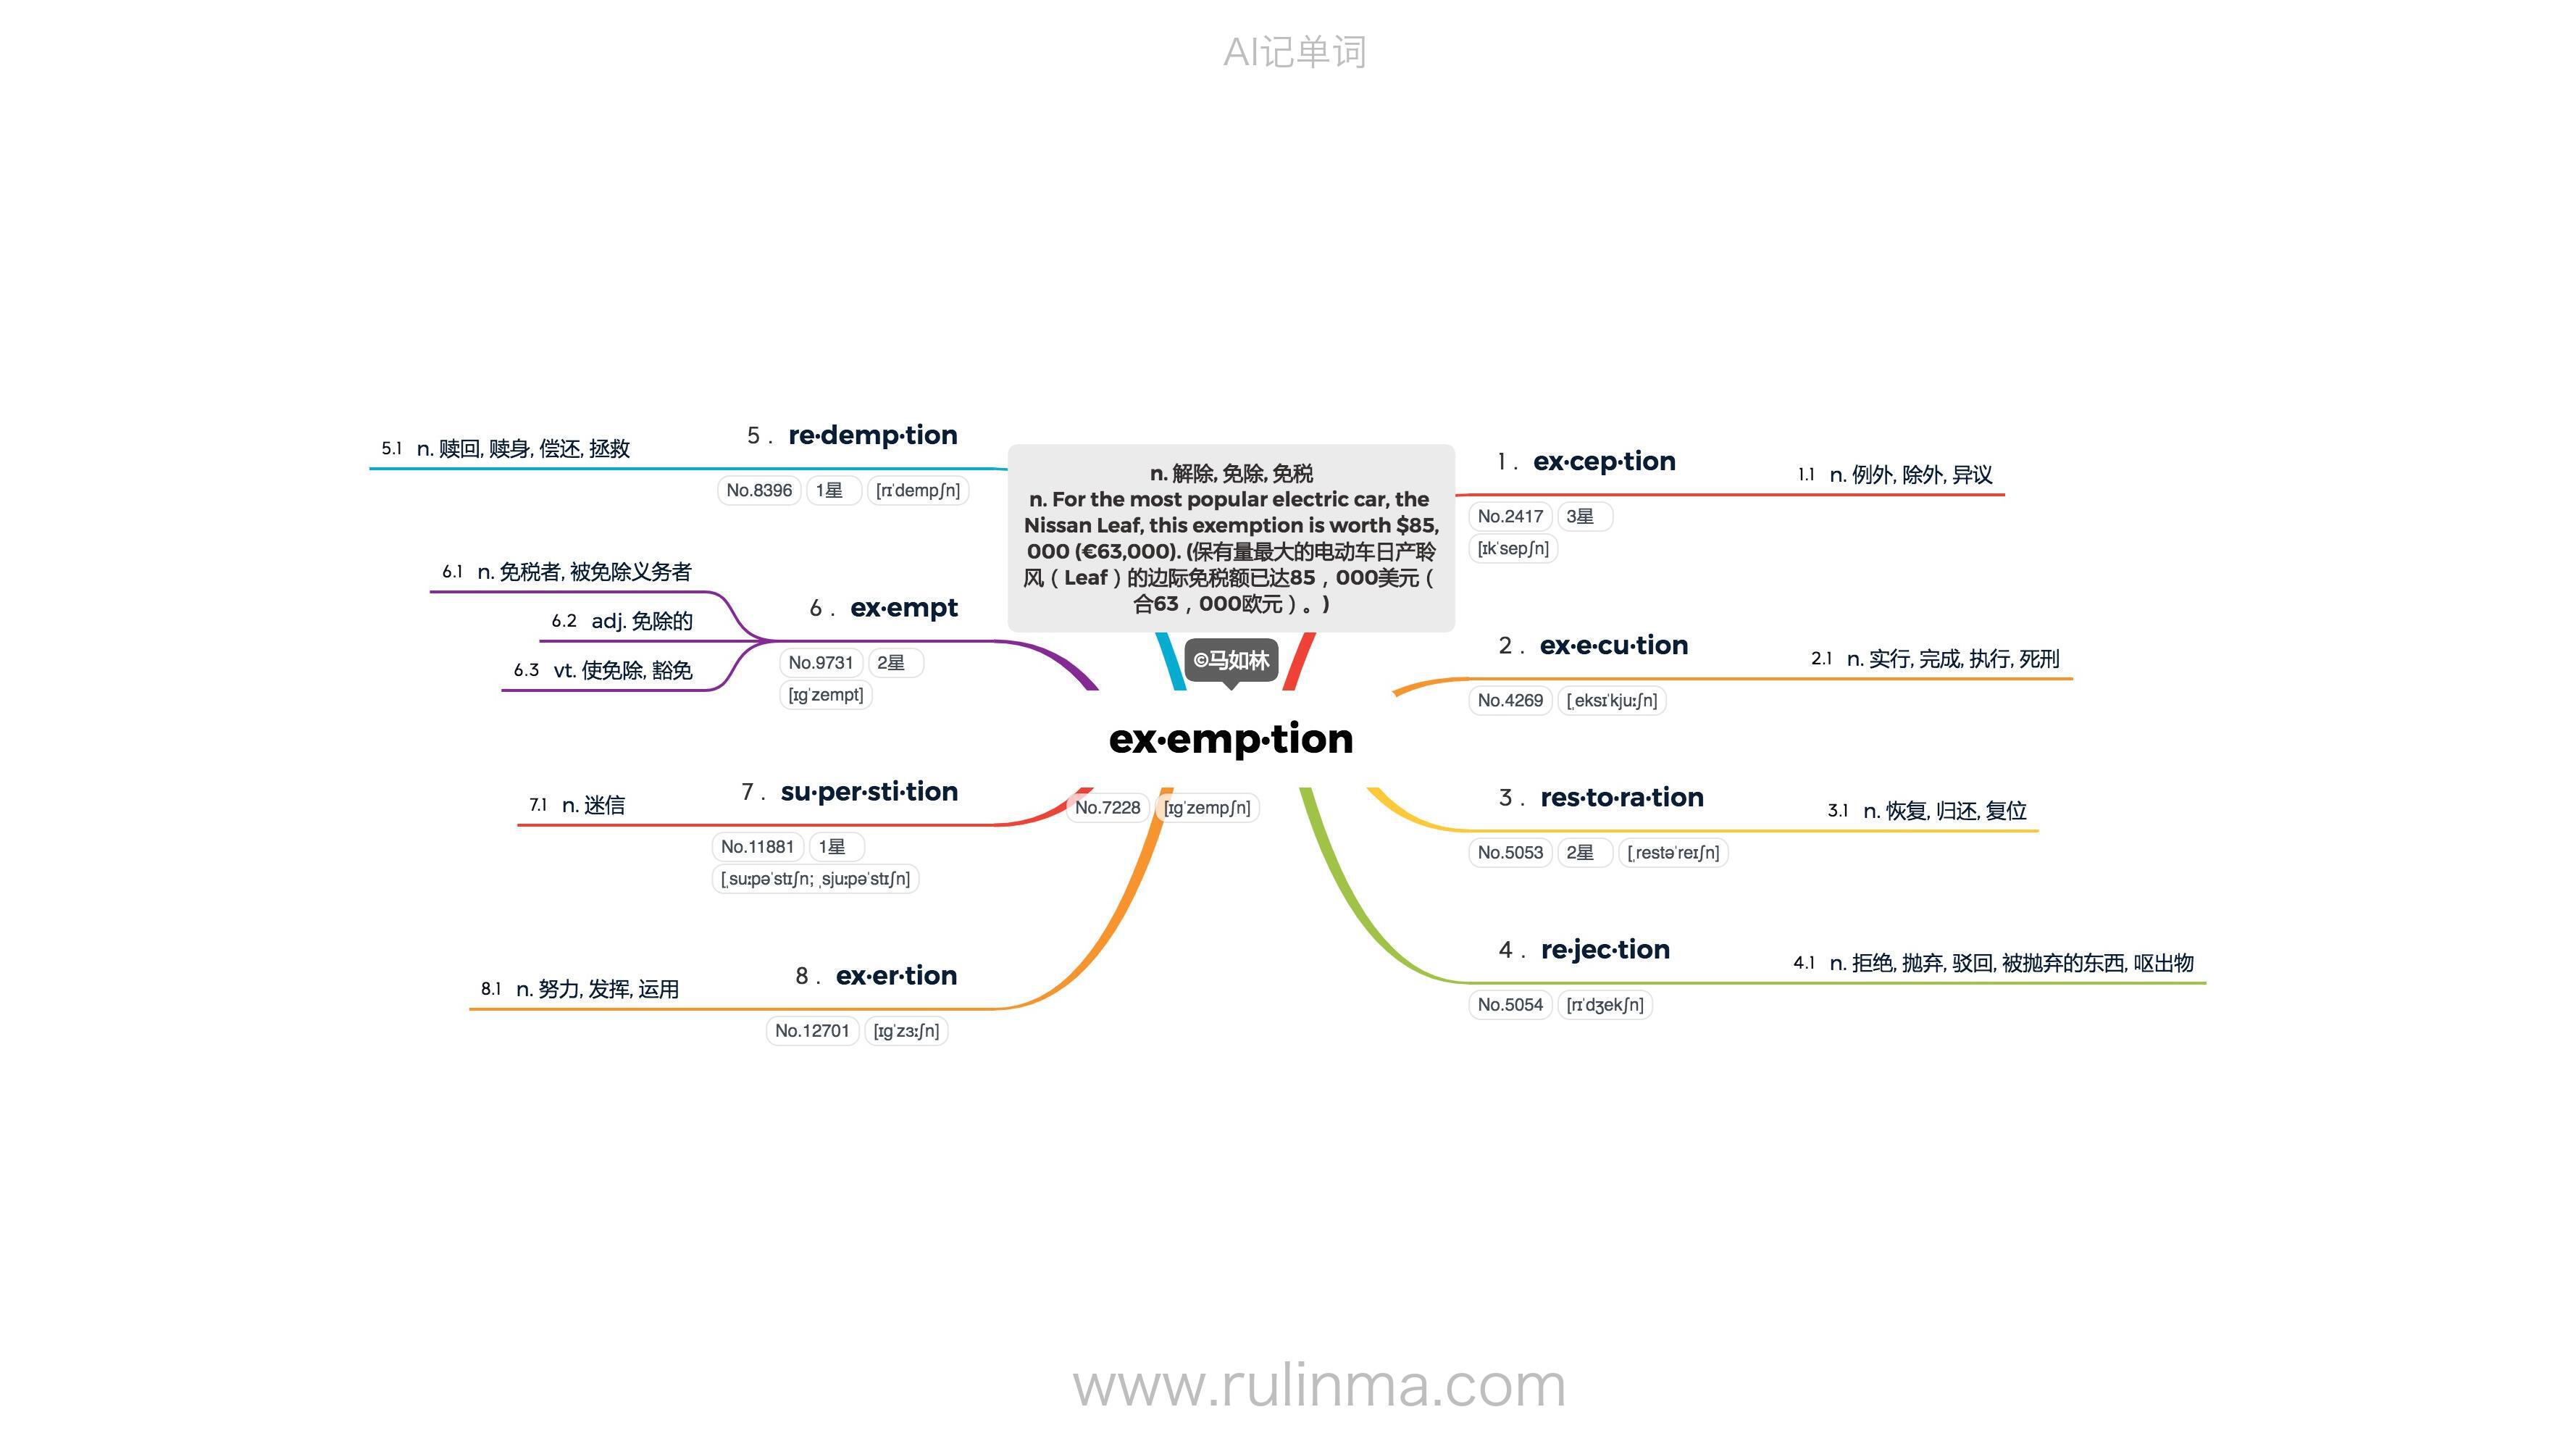 AI记单词
n. 解除, 免除, 免税
n. For the most popular electric car, the
Nissan Leaf, this exemption is worth $85,
000 (€63,000). (保有量最大的电动车日产聆
风（Leaf）的边际免税额已达85，000美元（
合63，000欧元）。)
©马如林
ex·emp·tion
No.7228 [ɪɡˈzempʃn]
1 . ex·cep·tion
1.1 n. 例外, 除外, 异议
No.2417 3星
[ɪkˈsepʃn]
2 . ex·e·cu·tion
2.1 n. 实行, 完成, 执行, 死刑
No.4269 [ˌeksɪˈkjuːʃn]
3 . res·to·ra·tion
3.1 n. 恢复, 归还, 复位
No.5053 2星 [ˌrestəˈreɪʃn]
4 . re·jec·tion
4.1 n. 拒绝, 抛弃, 驳回, 被抛弃的东西, 呕出物
No.5054 [rɪˈdʒekʃn]
5 . re·demp·tion
5.1 n. 赎回, 赎身, 偿还, 拯救
No.8396 1星 [rɪˈdempʃn]
6 . ex·empt
6.1 n. 免税者, 被免除义务者
6.2 adj. 免除的
6.3 vt. 使免除, 豁免
No.9731 2星
[ɪɡˈzempt]
7 . su·per·sti·tion
7.1 n. 迷信
No.11881 1星
[ˌsuːpəˈstɪʃn; ˌsjuːpəˈstɪʃn]
8 . ex·er·tion
8.1 n. 努力, 发挥, 运用
No.12701 [ɪɡˈzɜːʃn]
www.rulinma.com